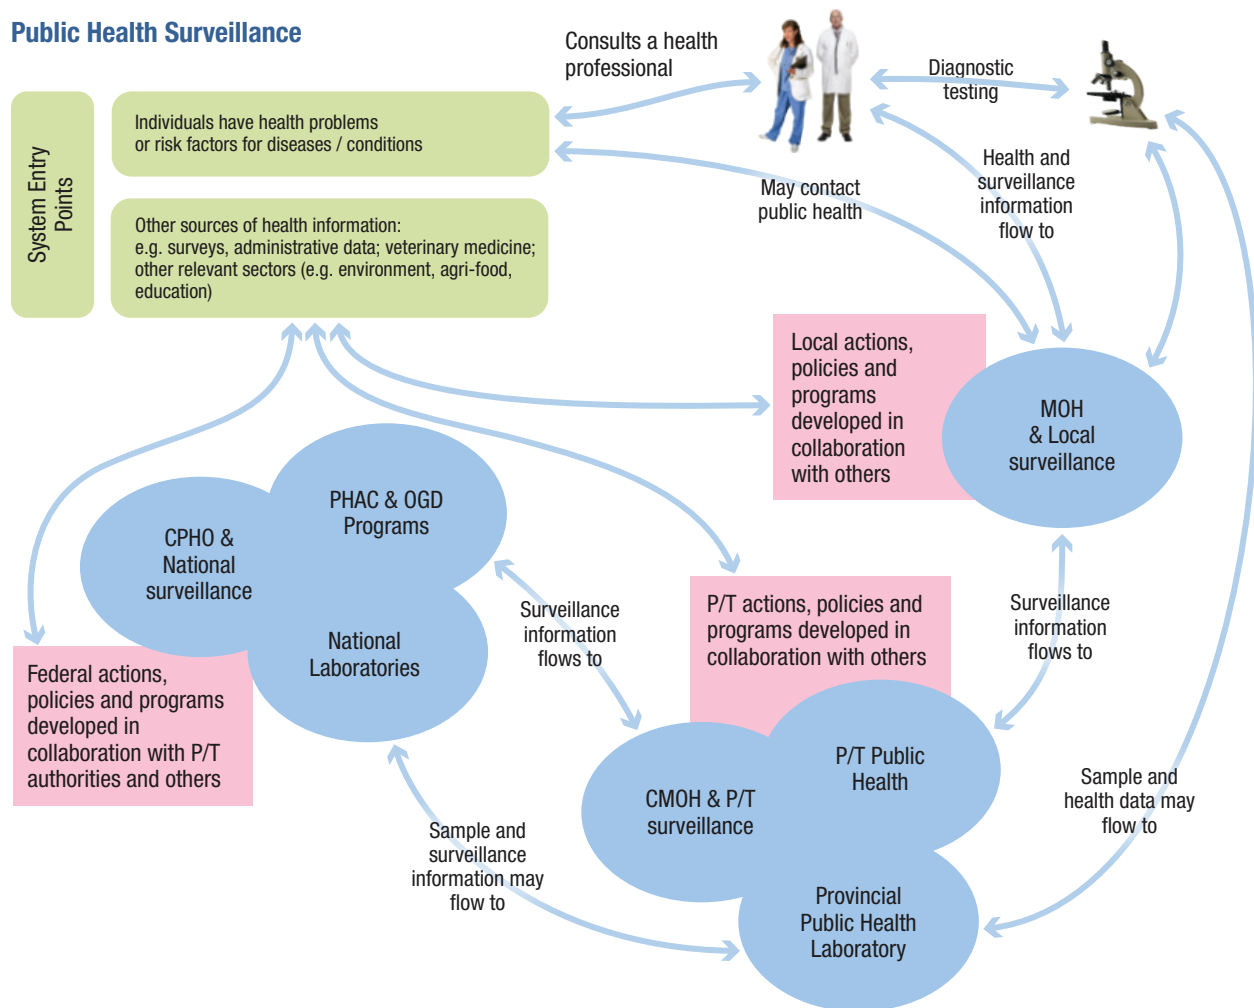 Public Health Surveillance
Consults a health
professional
Diagnostic
testing
System Entry
Points
Individuals have health problems
or risk factors for diseases / conditions
May contact
public health
Health and
surveillance
information
flow to
Other sources of health information:
e.g. surveys, administrative data; veterinary medicine;
other relevant sectors (e.g. environment, agri-food,
education)
Local actions,
policies and
programs
developed in
collaboration
with others
MOH
& Local
surveillance
PHAC & OGD
Programs
CPHO &
National
surveillance
National
Laboratories
Federal actions,
policies and programs
developed in
collaboration with P/T
authorities and others
Surveillance
information
flows to
P/T actions, policies and
programs developed in
collaboration with others
Surveillance
information
flows to
P/T Public
Health
CMOH & P/T
surveillance
Provincial
Public Health
Laboratory
Sample and
surveillance
information may
flow to
Sample and
health data may
flow to